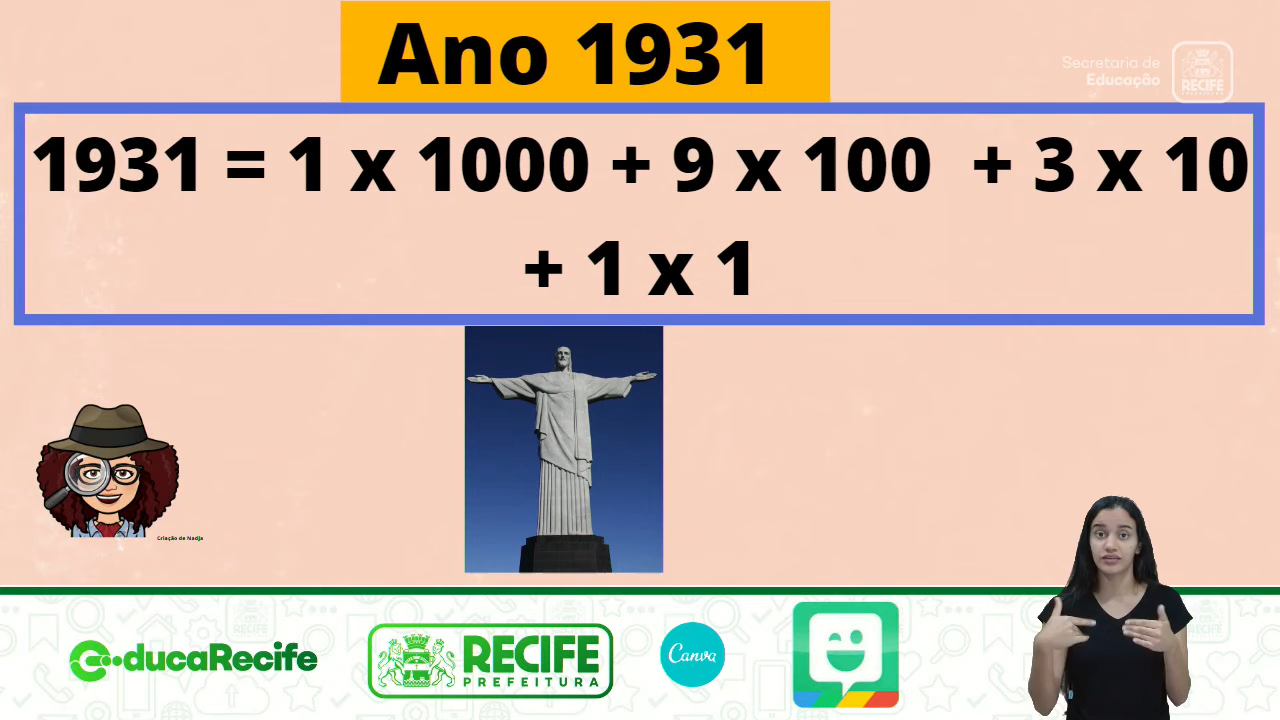 Ano 1931
Secretaria de
Educação
RECIFE
1931 = 1 x 1000 + 9 x 100 + 3 x 10
+ 1 x 1
Criação de Nadja
ducaRecife
RECIFE
PREFEITURA
Canva